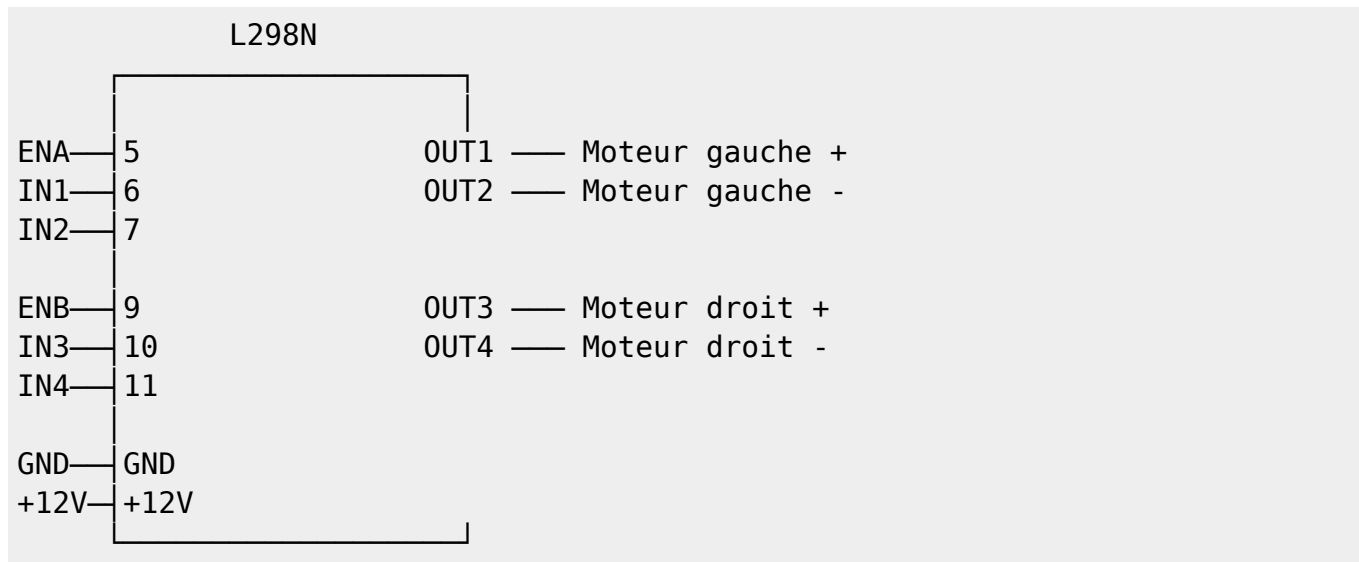 L298N
ENA 5 OUT1 Moteur gauche +
IN1 6 OUT2 Moteur gauche -
IN2 7
ENB 9 OUT3 Moteur droit +
IN3 10 OUT4 Moteur droit -
IN4 11
GND GND
+12V +12V